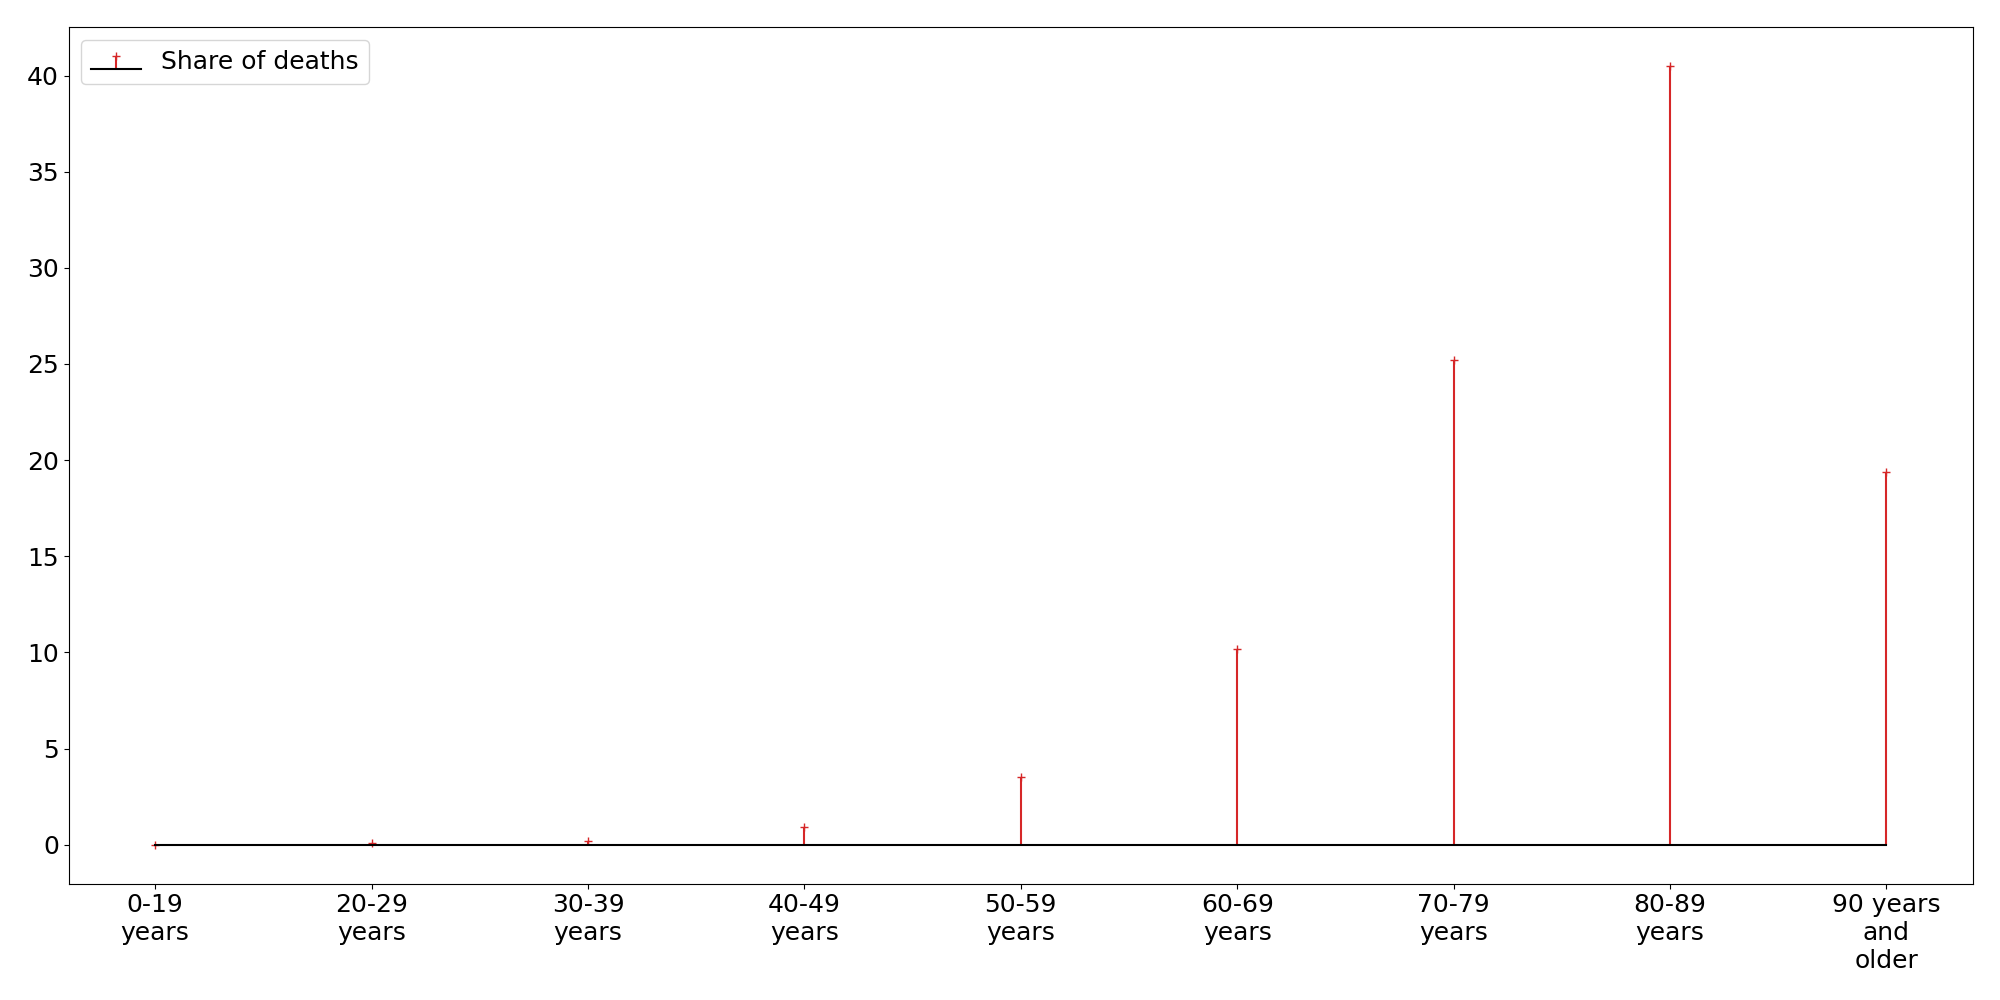 Share of deaths
40
35
30
25
20
15
10
5
0
0-19
years
20-29
years
30-39
years
40-49
years
50-59
years
60-69
years
70-79
years
80-89
years
90 years
and
older